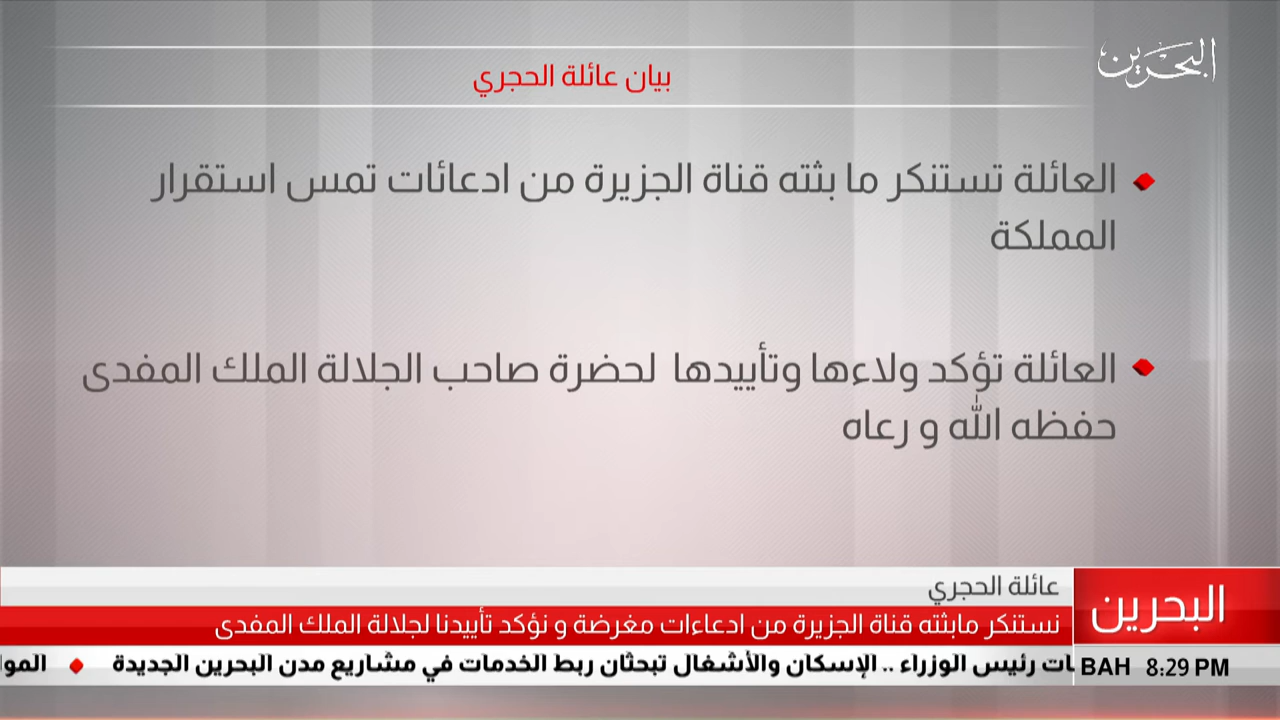 البحرين
بيان عائلة الحجري
العائلة تستنكر ما بثته قناة الجزيرة من ادعائات تمس استقرار
المملكة
العائلة تؤكد ولاءها وتأييدها لحضرة صاحب الجلالة الملك المفدى
حفظه الله و رعاه
عائلة الحجري
البحرين
نستنكر مابثته قناة الجزيرة من ادعاءات مغرضة و نؤكد تأييدنا لجلالة الملك المفدى
رئيس الوزراء .. الإسكان والأشغال تبحثان ربط الخدمات في مشاريع مدن البحرين الجديدة
BAH 8:29 PM